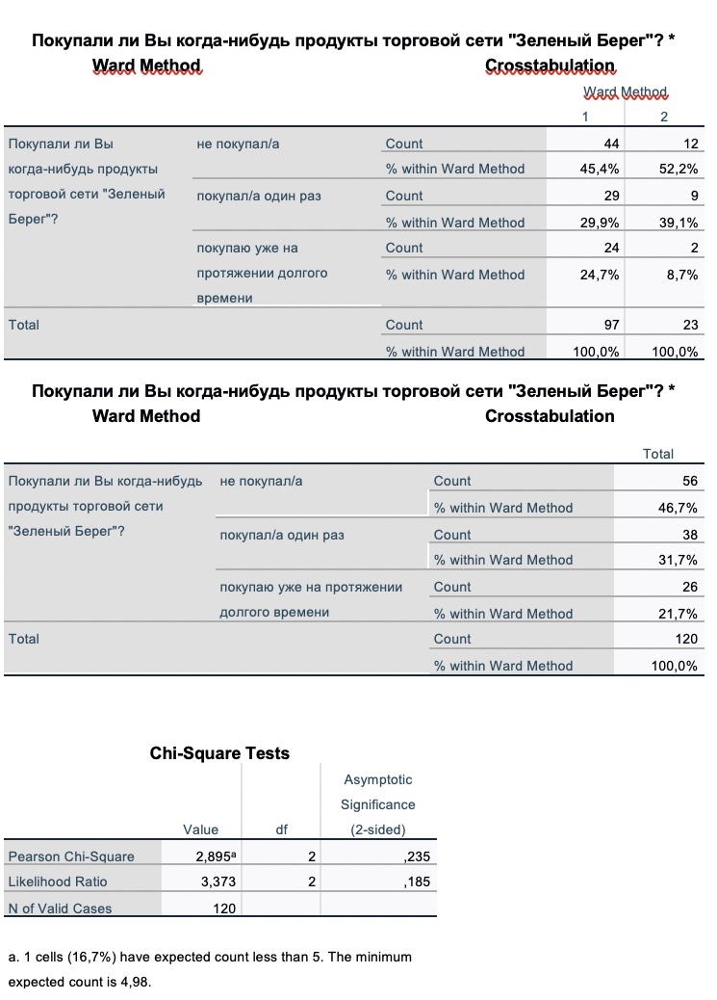 Покупали ли Вы когда-нибудь продукты торговой сети "Зеленый Берег"? *
Ward Method Crosstabulation
Ward Method
1 2
Покупали ли Вы не покупал/а Count 44 12
когда-нибудь продукты % within Ward Method 45,4% 52,2%
торговой сети "Зеленый покупал/а один раз Count 29 9
Берег"? % within Ward Method 29,9% 39,1%
покупаю уже на Count 24 2
протяжении долгого % within Ward Method 24,7% 8,7%
времени
Total Count 97 23
% within Ward Method 100,0% 100,0%
Покупали ли Вы когда-нибудь продукты торговой сети "Зеленый Берег"? *
Ward Method Crosstabulation
Total
Покупали ли Вы когда-нибудь не покупал/а Count 56
продукты торговой сети % within Ward Method 46,7%
"Зеленый Берег"? покупал/а один раз Count 38
% within Ward Method 31,7%
покупаю уже на протяжении Count 26
долгого времени % within Ward Method 21,7%
Total Count 120
% within Ward Method 100,0%
Chi-Square Tests
Asymptotic
Significance
Value df (2-sided)
Pearson Chi-Square 2,895ª 2 ,235
Likelihood Ratio 3,373 2 ,185
N of Valid Cases 120
a. 1 cells (16,7%) have expected count less than 5. The minimum
expected count is 4,98.